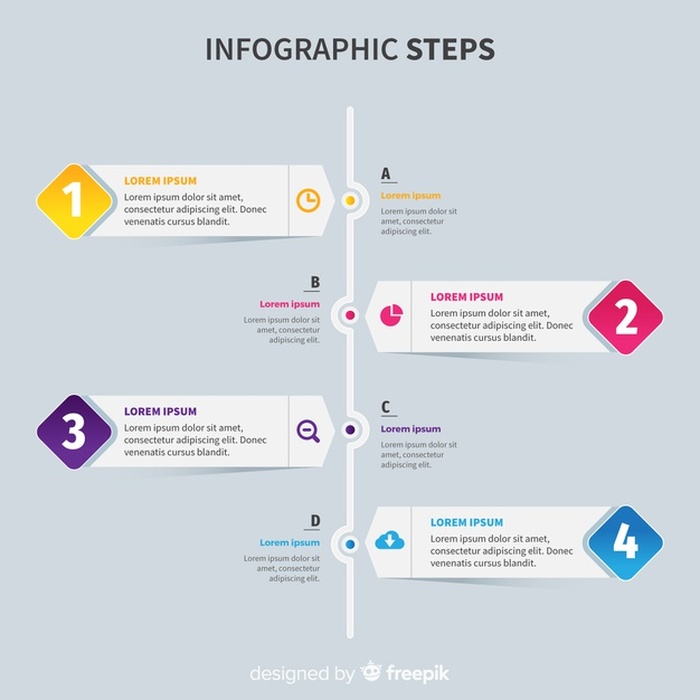 INFOGRAPHIC STEPS
1
LOREM IPSUM
Lorem ipsum dolor sit amet,
consectetur adipiscing elit. Donec
venenatis cursus blandit.
A
Lorem ipsum
Lorem ipsum dolor sit
amet, consectetur
adipiscing elit.
B
Lorem ipsum
Lorem ipsum dolor sit
amet, consectetur
adipiscing elit.
LOREM IPSUM
Lorem ipsum dolor sit amet,
consectetur adipiscing elit. Donec
venenatis cursus blandit.
2
3
LOREM IPSUM
Lorem ipsum dolor sit amet,
consectetur adipiscing elit. Donec
venenatis cursus blandit.
C
Lorem ipsum
Lorem ipsum dolor sit
amet, consectetur
adipiscing elit.
D
Lorem ipsum
Lorem ipsum dolor sit
amet, consectetur
adipiscing elit.
LOREM IPSUM
Lorem ipsum dolor sit amet,
consectetur adipiscing elit. Donec
venenatis cursus blandit.
4
designed by freepik